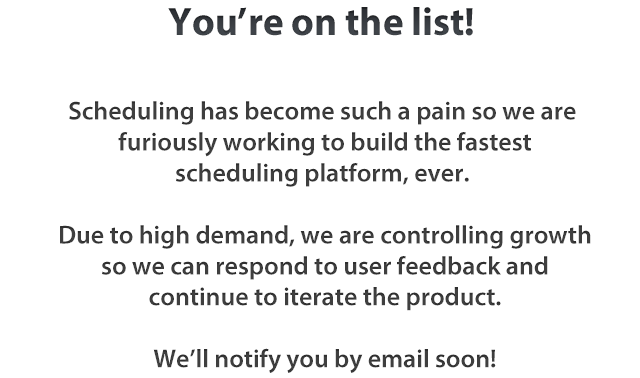 You’re on the list!
Scheduling has become such a pain so we are
furiously working to build the fastest
scheduling platform, ever.
Due to high demand, we are controlling growth
so we can respond to user feedback and
continue to iterate the product.
We’ll notify you by email soon!